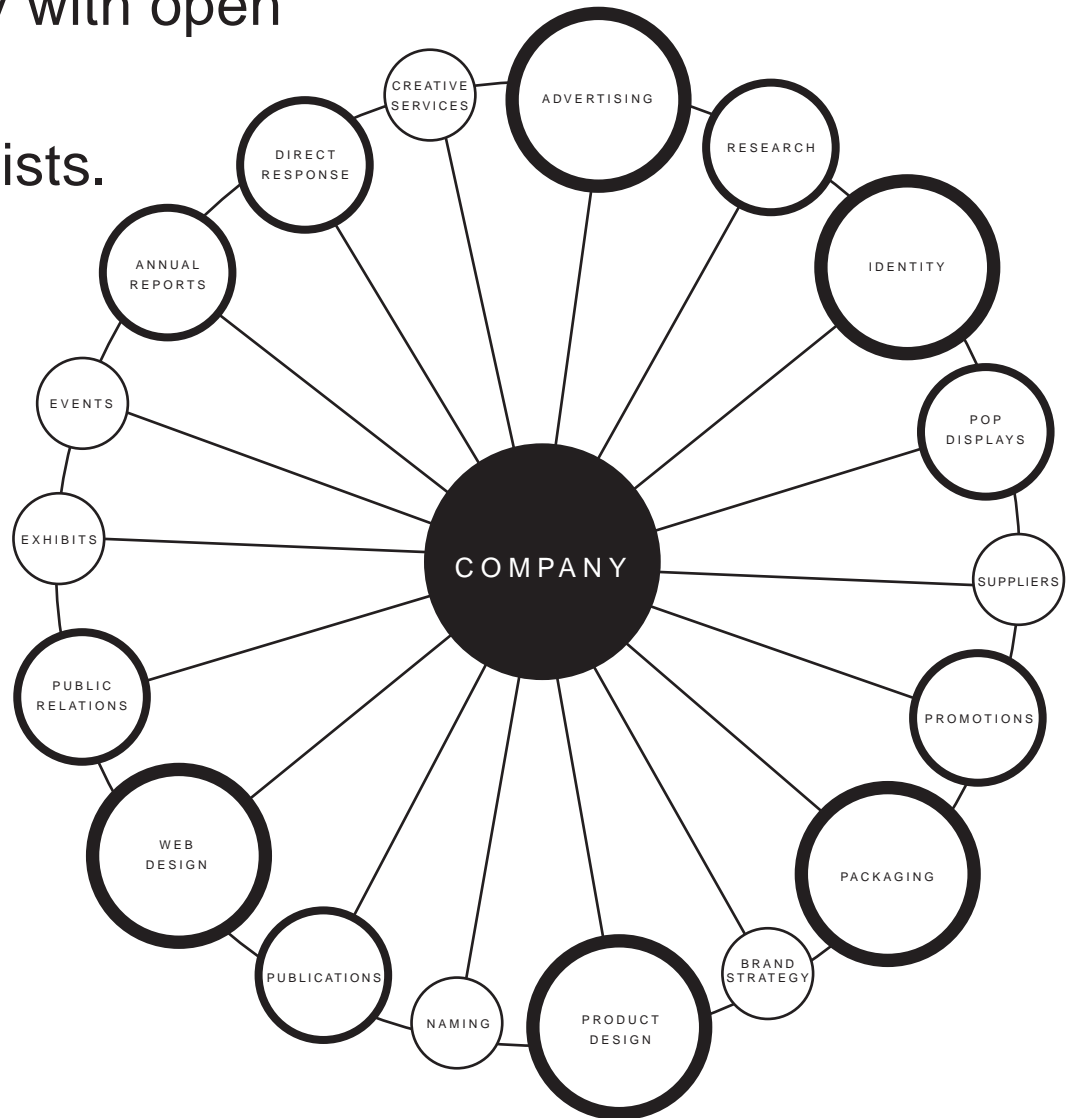 with open
ists.
CREATIVE
SERVICES
ADVERTISING
RESEARCH
DIRECT
RESPONSE
IDENTITY
ANNUAL
REPORTS
EVENTS
POP
DISPLAYS
EXHIBITS
COMPANY
SUPPLIERS
PUBLIC
RELATIONS
PROMOTIONS
WEB
DESIGN
PACKAGING
PUBLICATIONS
BRAND
STRATEGY
NAMING
PRODUCT
DESIGN